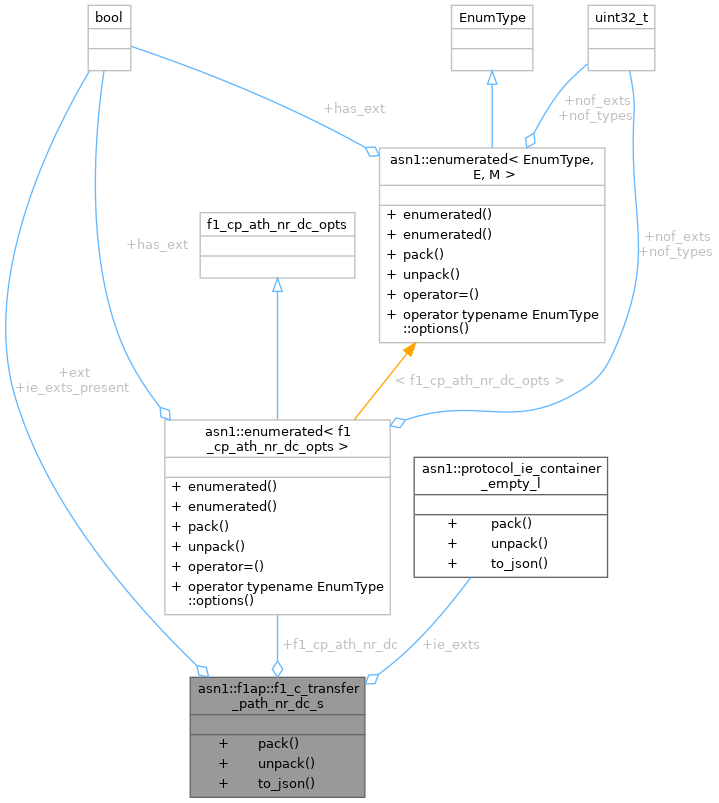 bool
EnumType
uint32_t
+has_ext
+nof_exts
+nof_types
asn1::enumerated< EnumType,
E, M >
+ enumerated()
+ enumerated()
+ pack()
+ unpack()
+ operator=()
+ operator typename EnumType
::options()
f1_cp_ath_nr_dc_opts
+has_ext
+nof_exts
+nof_types
+ext
+ie_exts_present
< f1_cp_ath_nr_dc_opts >
asn1::enumerated< f1
_cp_ath_nr_dc_opts >
+ enumerated()
+ enumerated()
+ pack()
+ unpack()
+ operator=()
+ operator typename EnumType
::options()
asn1::protocol_ie_container
_empty_l
+ pack()
+ unpack()
+ to_json()
+f1_cp_ath_nr_dc
+ie_exts
asn1::f1ap::f1_c_transfer
_path_nr_dc_s
+ pack()
+ unpack()
+ to_json()